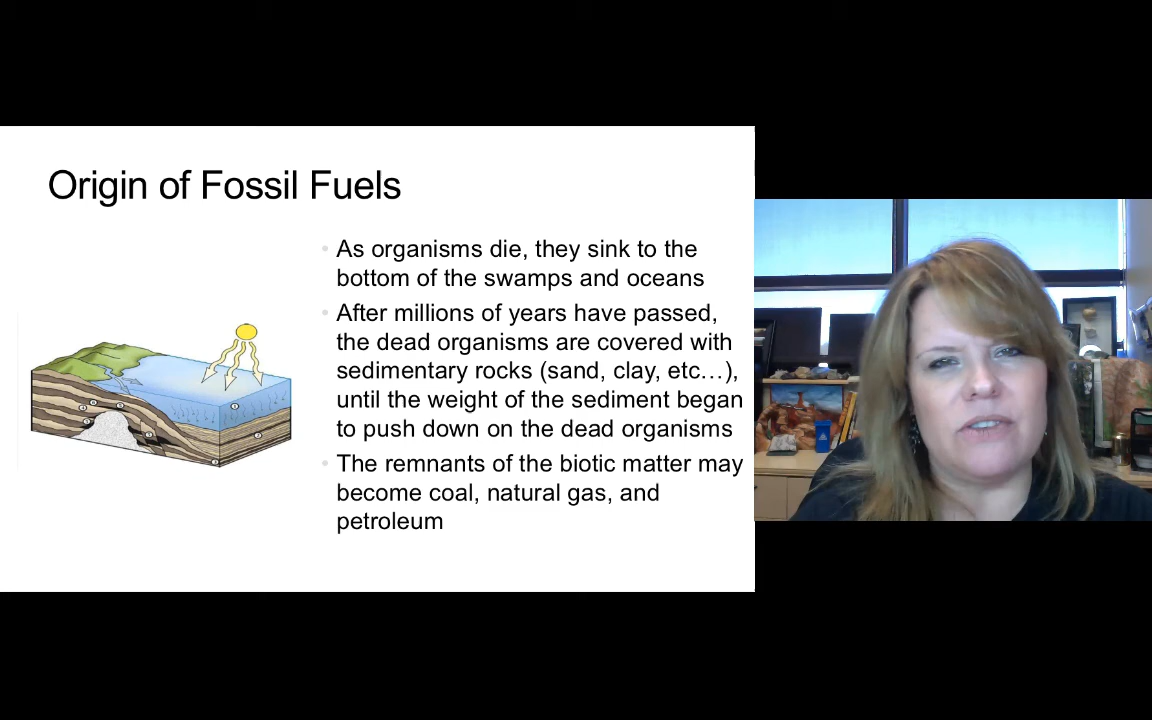 Origin of Fossil Fuels
As organisms die, they sink to the
bottom of the swamps and oceans
After millions of years have passed,
the dead organisms are covered with
sedimentary rocks (sand, clay, etc…),
until the weight of the sediment began
to push down on the dead organisms
The remnants of the biotic matter may
become coal, natural gas, and
petroleum